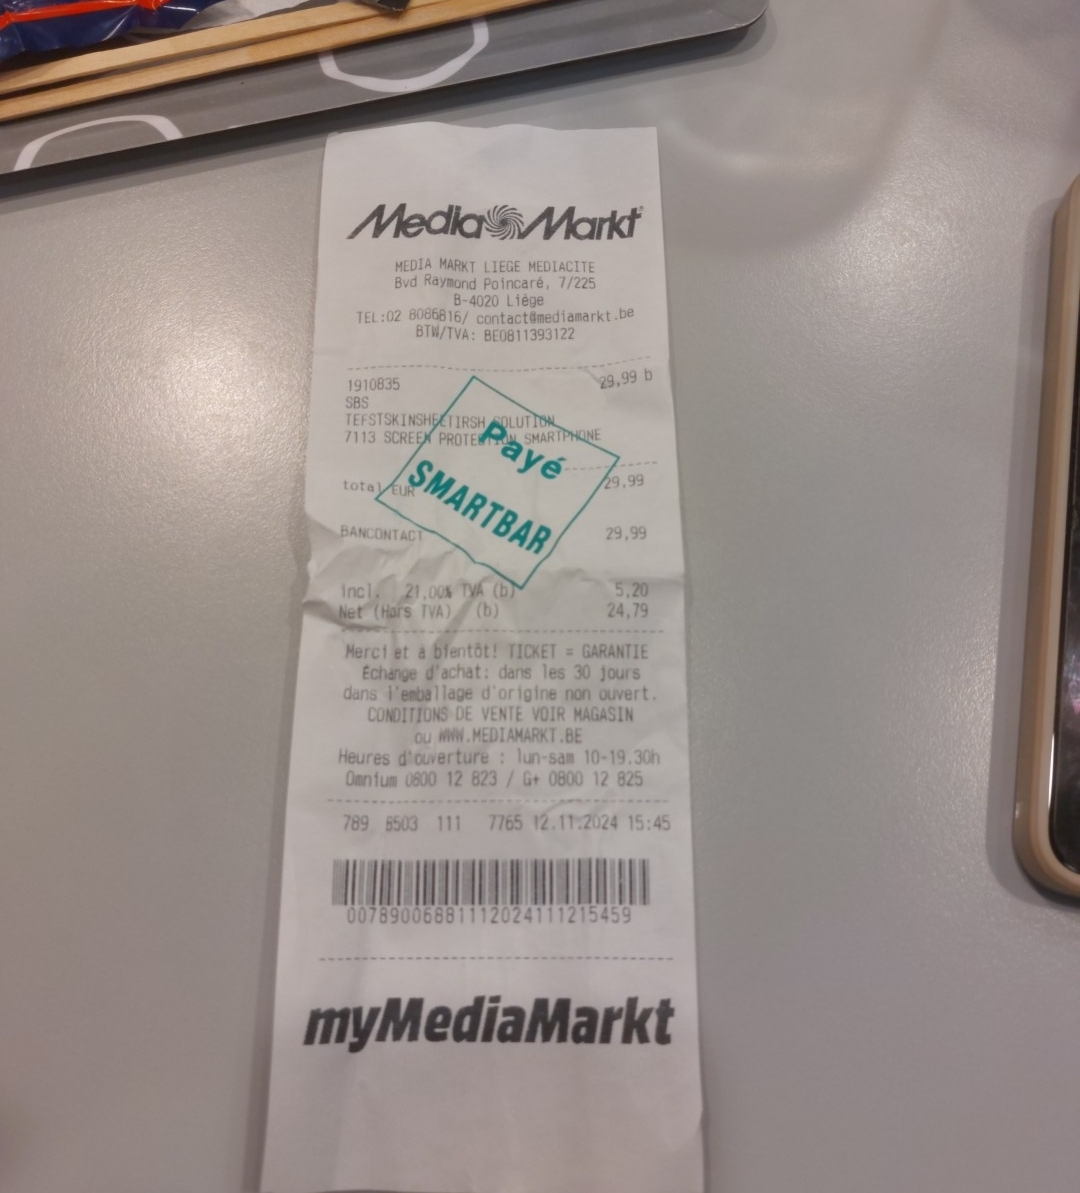 Media Markt
MEDIA MARKT LIEGE MEDIACITE
Bvd Raymond Poincaré, 7/225
B-4020 Liège
TEL:02 8086816/ contact@mediamarkt.be
BTW/TVA: BE0811393122
1910835 29,99 b
SBS
TEFSTSKINSHEETIRSH SOLUTION
7113 SCREEN PROTECTION SMARTPHONE
Payé
SMARTBAR
total EUR 29,99
BANCONTACT 29,99
incl. 21,00% TVA (b) 5,20
Net (Hors TVA) (b) 24,79
Merci et à bientôt! TICKET = GARANTIE
Échange d'achat: dans les 30 jours
dans l'emballage d'origine non ouvert.
CONDITIONS DE VENTE VOIR MAGASIN
ou WWW.MEDIAMARKT.BE
Heures d'ouverture : lun-sam 10-19.30h
Omnium 0800 12 823 / G+ 0800 12 825
789 8503 111 7765 12.11.2024 15:45
00789006881112024111215459
myMediaMarkt